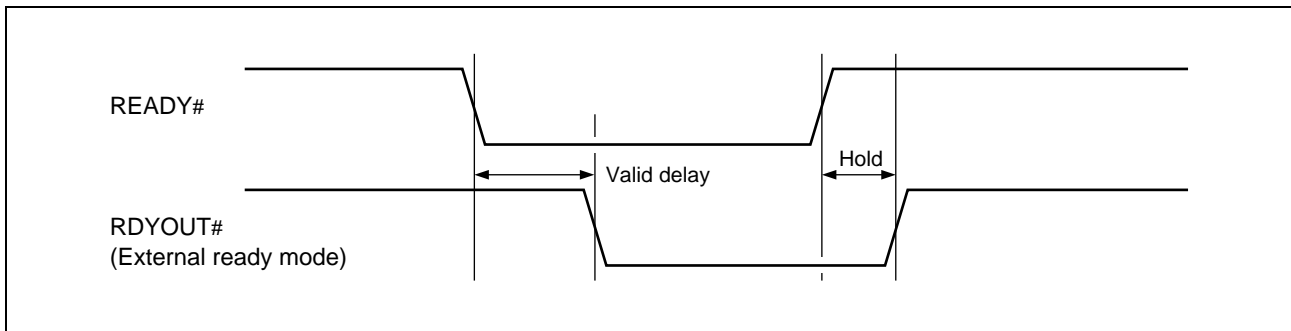 READY#
Hold
Valid delay
RDYOUT#
(External ready mode)